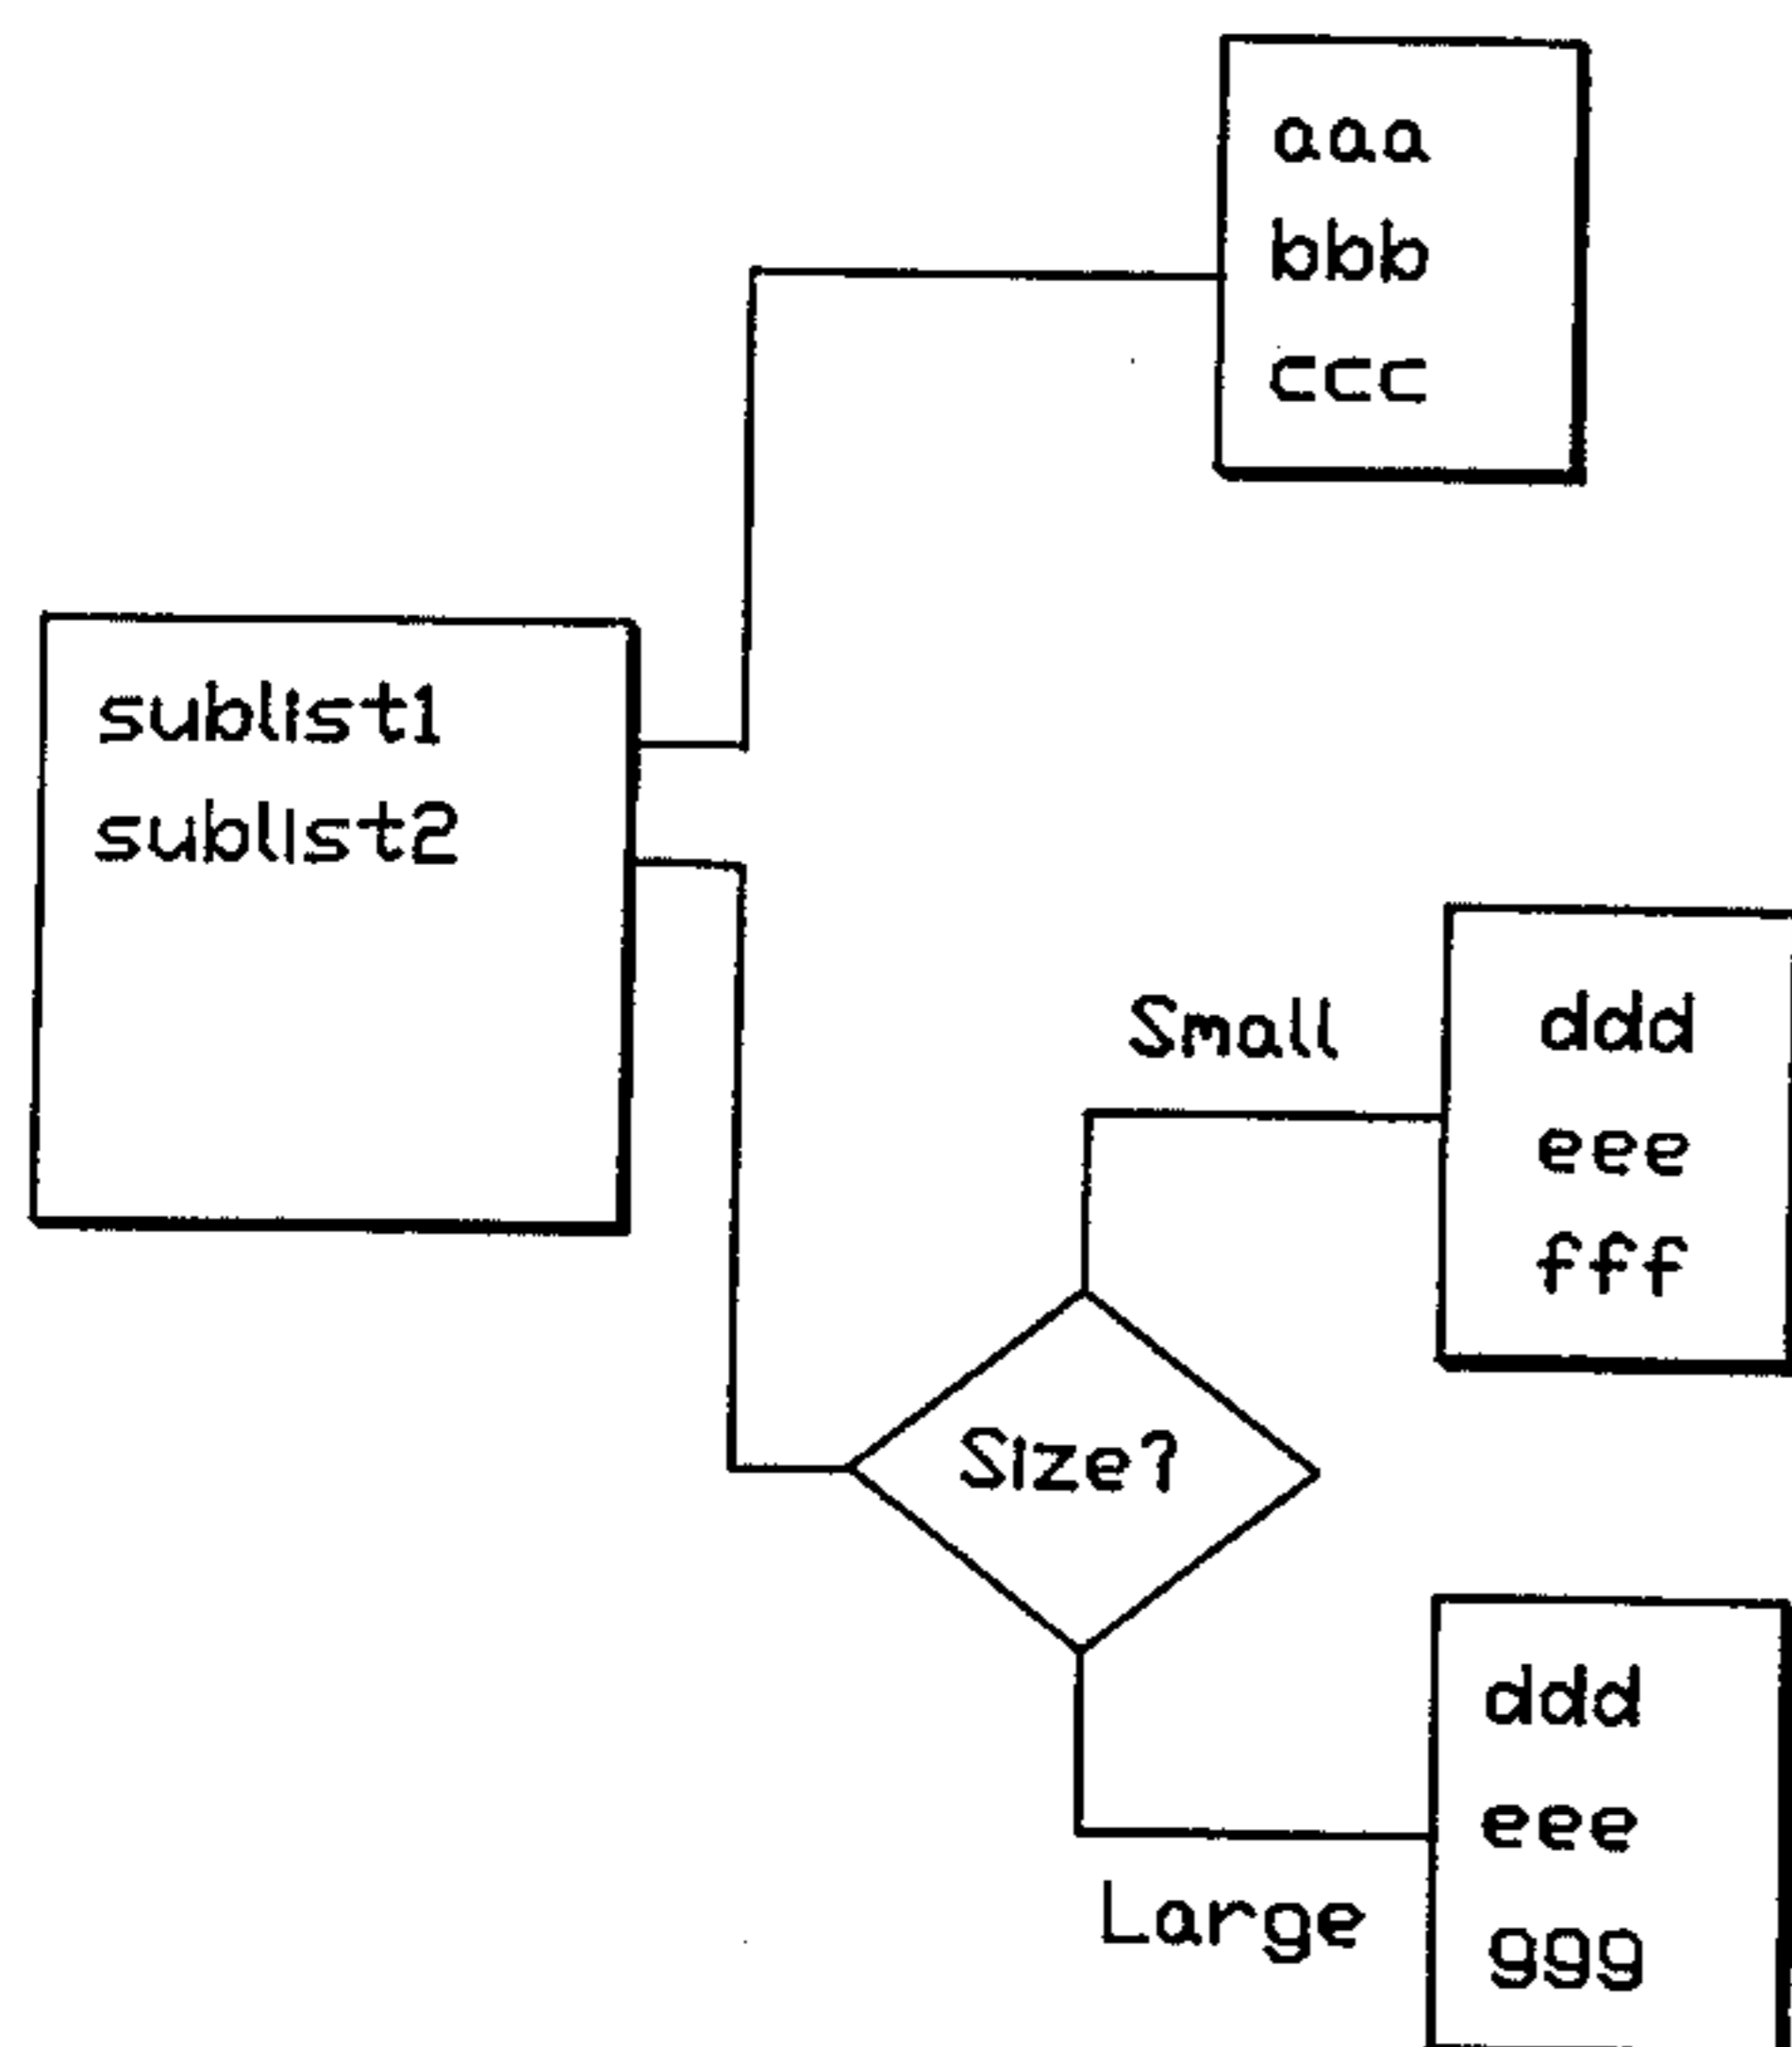 aaa
bbb
ccc
sublist1
sublist2
Small
ddd
eee
fff
Size?
ddd
eee
ggg
Large